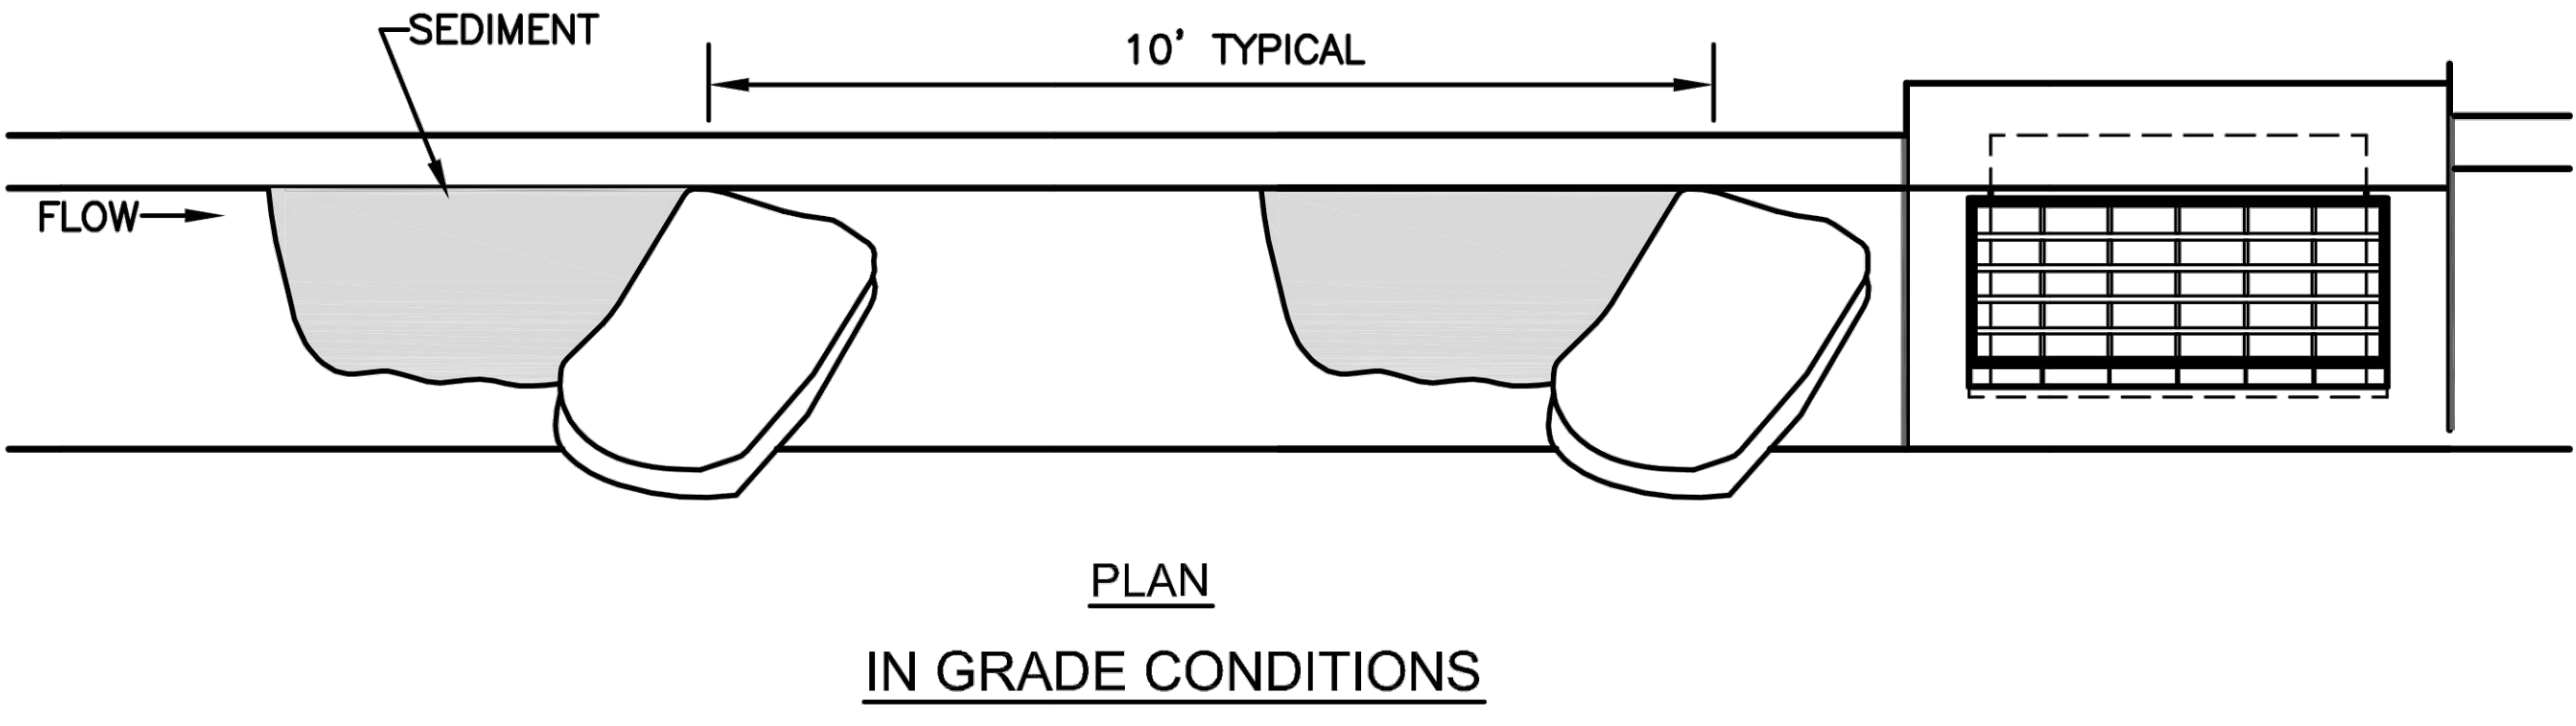 SEDIMENT
10' TYPICAL
FLOW
PLAN
IN GRADE CONDITIONS